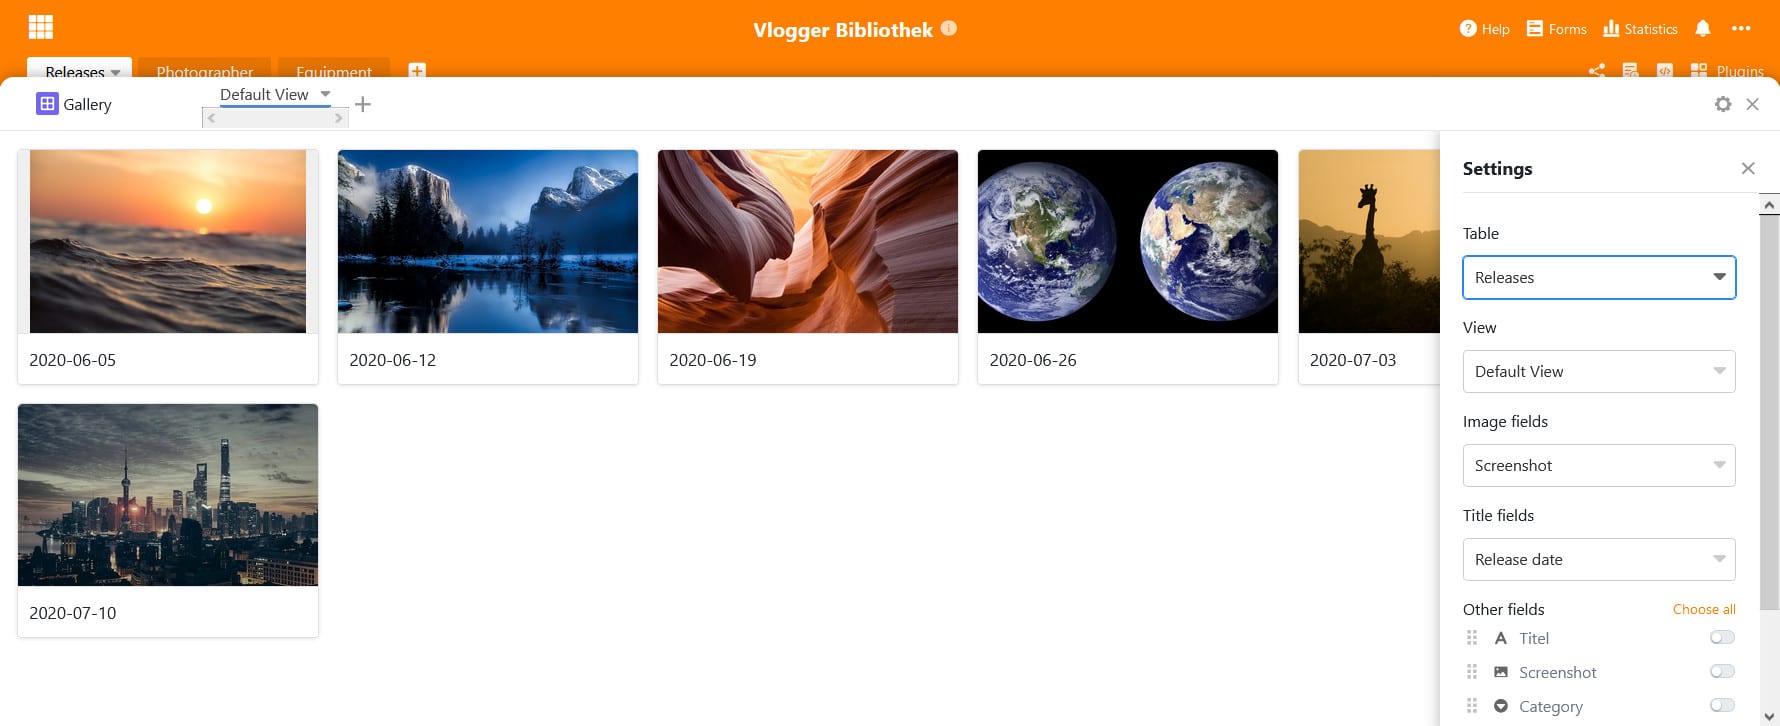 Vlogger Bibliothek
Help Forms Statistics
Releases Photographer Equipment
Plugins
Gallery
Default View
2020-06-05
2020-06-12
2020-06-19
2020-06-26
2020-07-03
2020-07-10
Settings
Table
Releases
View
Default View
Image fields
Screenshot
Title fields
Release date
Other fields Choose all
Titel
Screenshot
Category